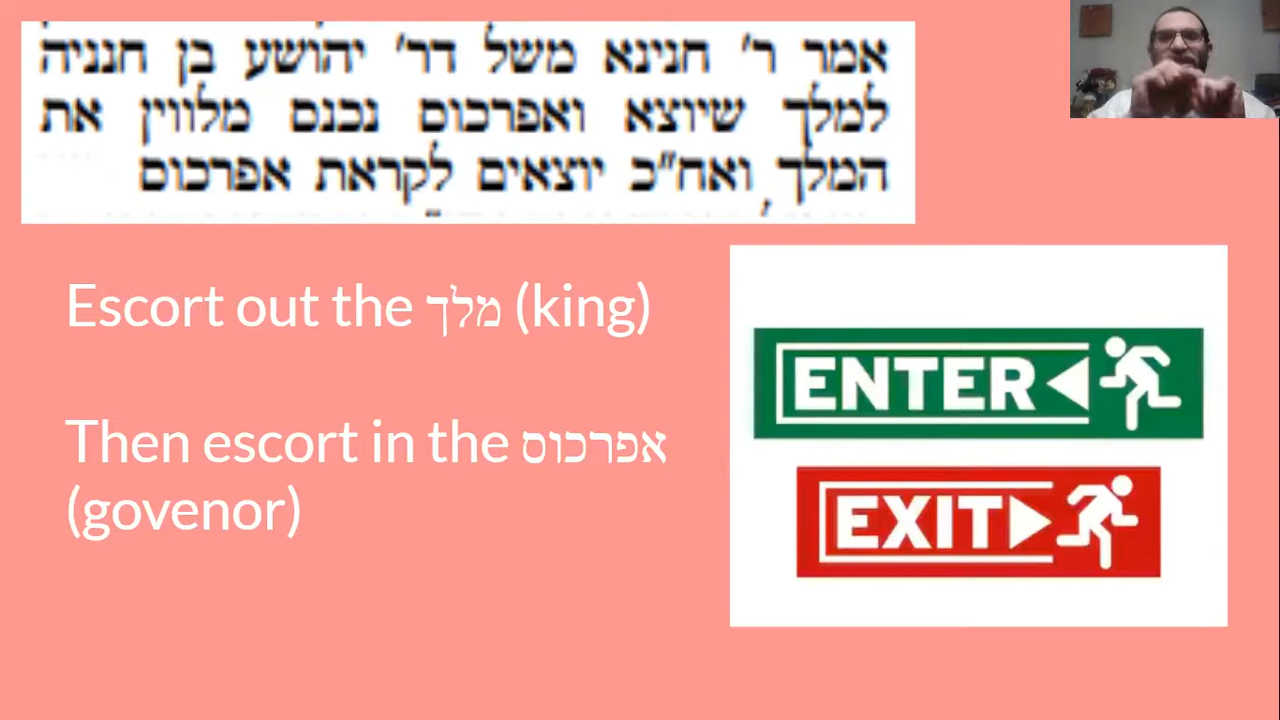 אמר ר' חנינא משל דר' יהושע בן חנניה
למלך שיוצא ואפרכוס נכנס מלווין את
המלך ואח"כ יוצאים לקראת אפרכוס
Escort out the מלך (king)
Then escort in the אפרכוס
(govenor)
ENTER
EXIT